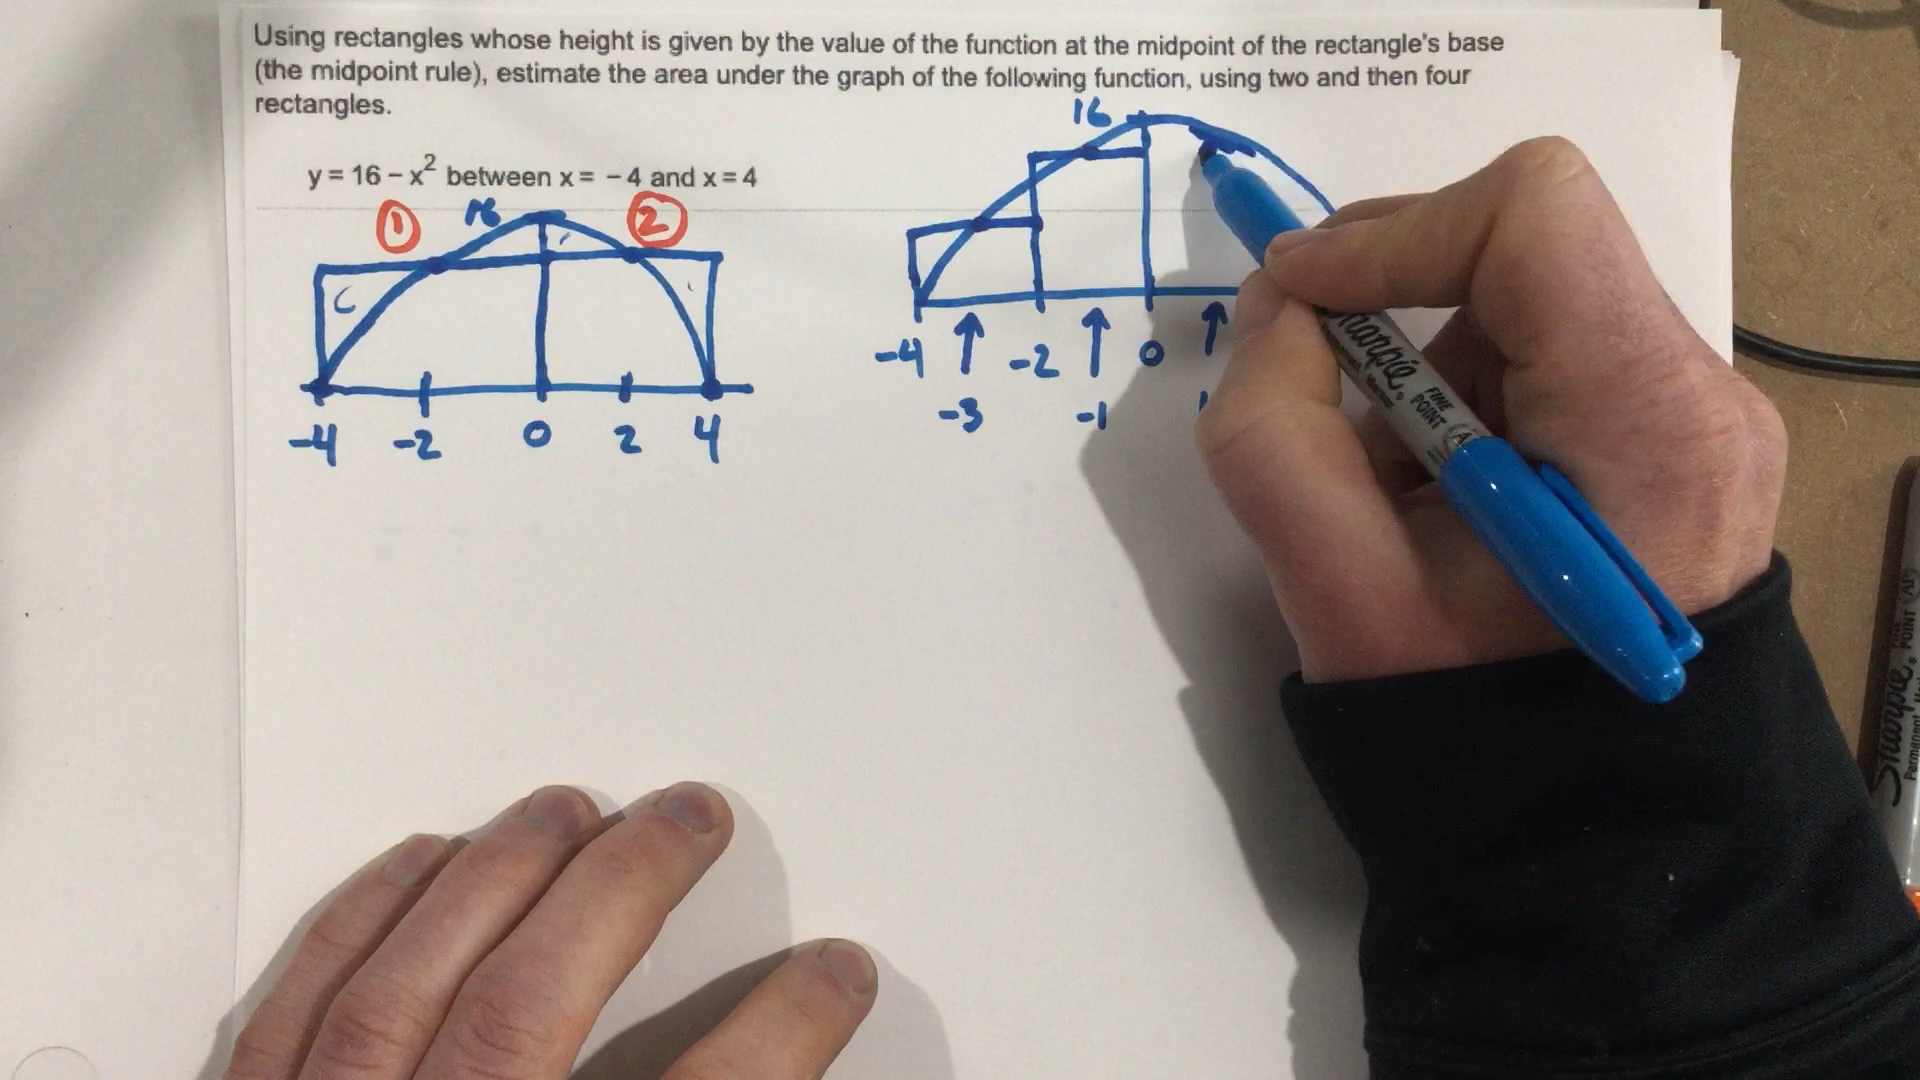 Using rectangles whose height is given by the value of the function at the midpoint of the rectangle's base
(the midpoint rule), estimate the area under the graph of the following function, using two and then four
rectangles.
y = 16 – x² between x = – 4 and x = 4
① 16 ②
-4 -2 0 2 4
16
-4 -2 0
-3 -1
Sharpie®
FINE
POINT
Sharpie®